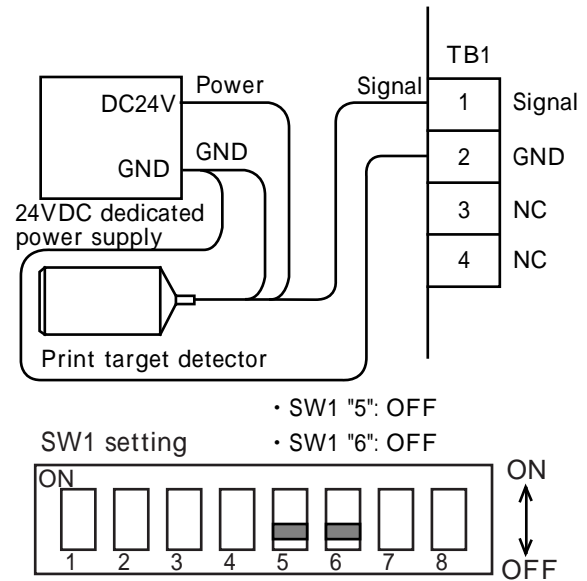 TB1
Power
Signal
DC24V
1
Signal
GND
2
GND
GND
3
NC
24VDC dedicated
power supply
4
NC
Print target detector
・SW1 "5": OFF
SW1 setting
・SW1 "6": OFF
ON
ON
1 2 3 4 5 6 7 8
OFF